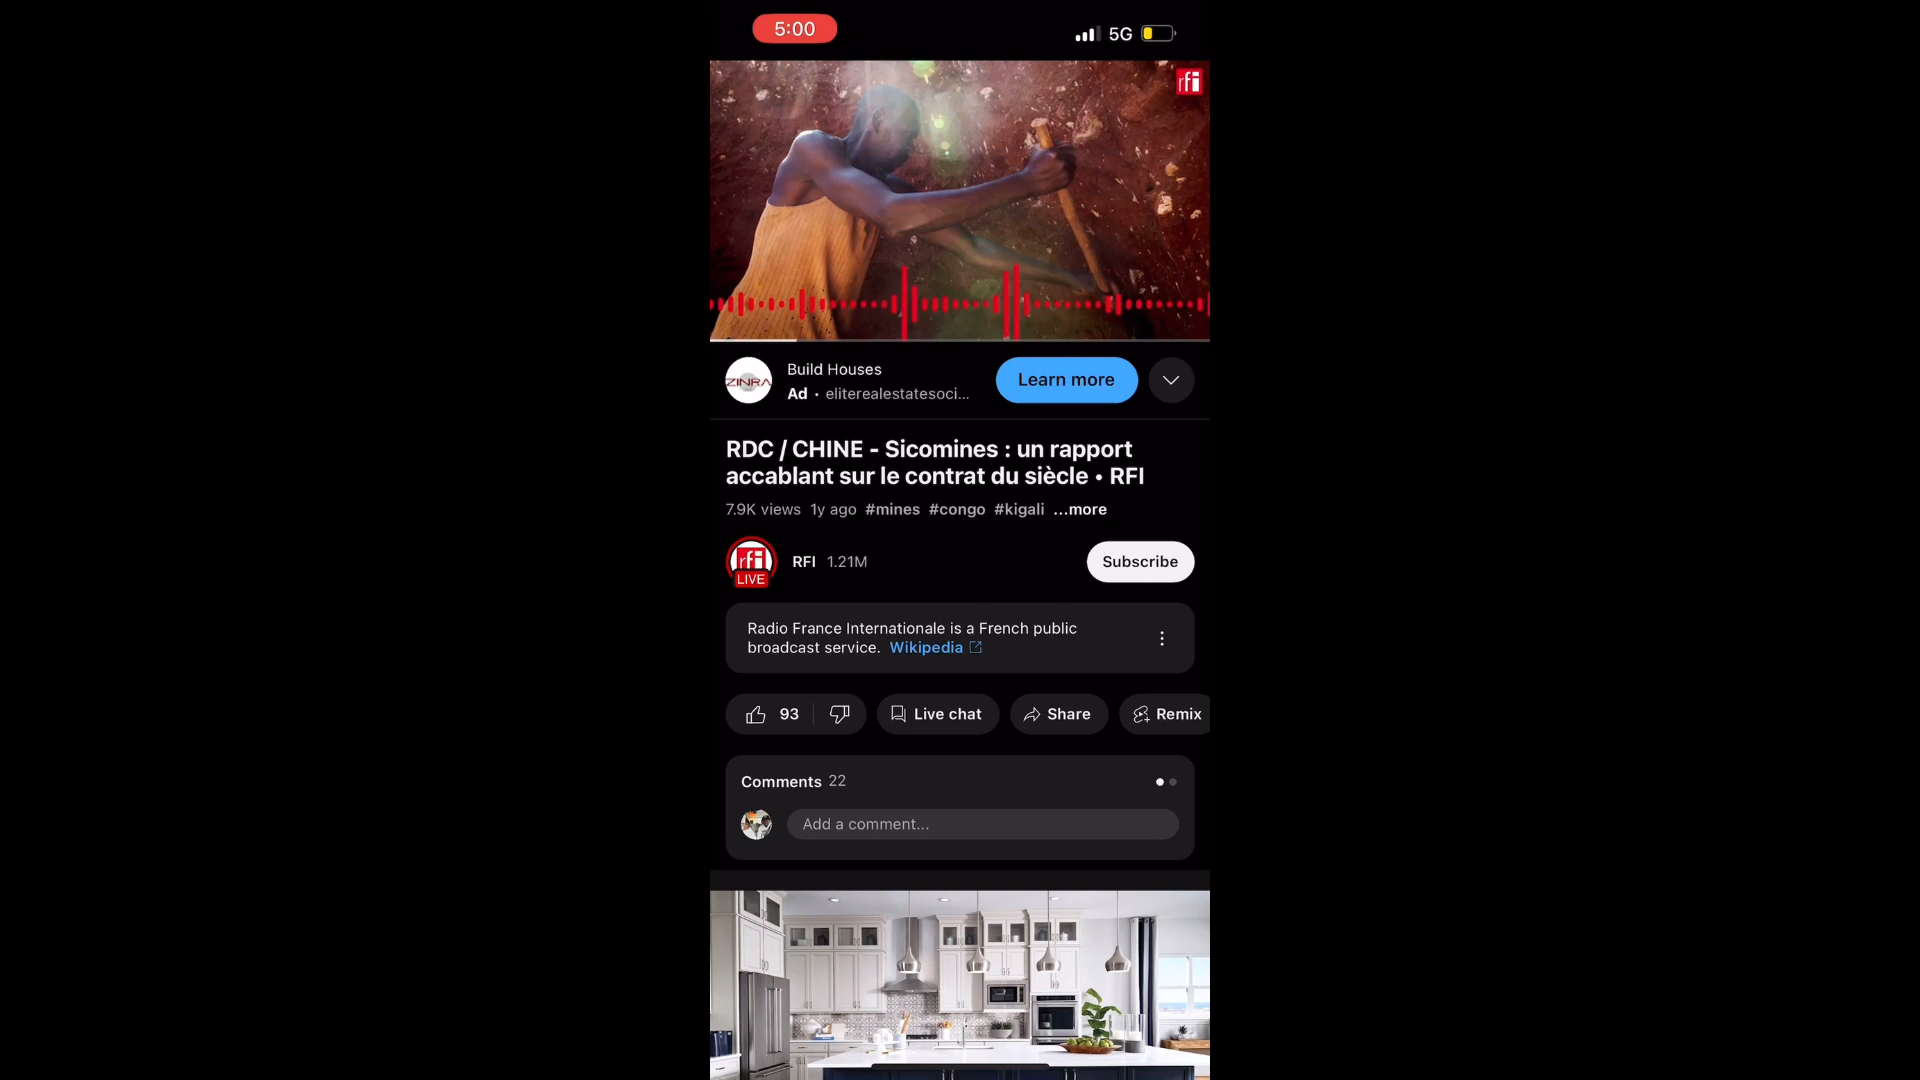 5:00
5G
rfi
ZINRA
Build Houses
Ad • eliterealestatesoci...
Learn more
RDC / CHINE - Sicomines : un rapport
accablant sur le contrat du siècle • RFI
7.9K views 1y ago #mines #congo #kigali ...more
rfi
LIVE
RFI 1.21M
Subscribe
Radio France Internationale is a French public
broadcast service. Wikipedia
93
Live chat
Share
Remix
Comments 22
Add a comment...